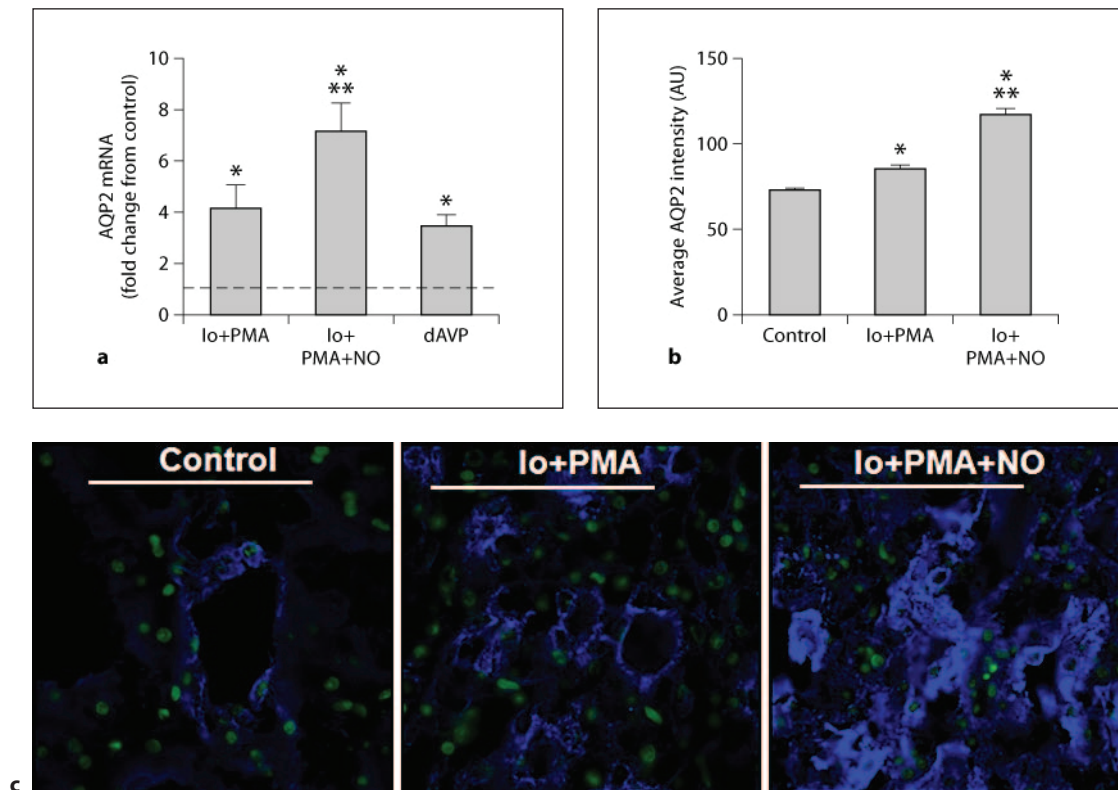 10
8
6
4
2
0
AQP2 mRNA
(fold change from control)
*
*
**
*
Io+PMA
Io+
PMA+NO
dAVP
a
150
100
50
0
Average AQP2 intensity (AU)
*
*
**
Control
Io+PMA
Io+
PMA+NO
b
Control
Io+PMA
Io+PMA+NO
c